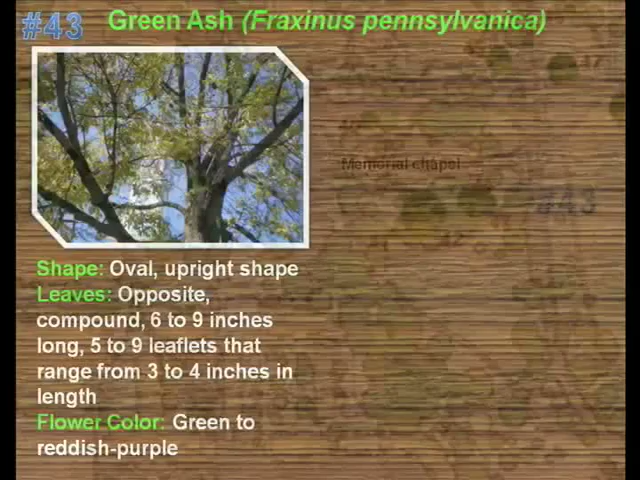 #43
Green Ash (Fraxinus pennsylvanica)
47
Memorial chapel
#43
42
Shape: Oval, upright shape
Leaves: Opposite,
compound, 6 to 9 inches
long, 5 to 9 leaflets that
range from 3 to 4 inches in
length
Flower Color: Green to
reddish-purple